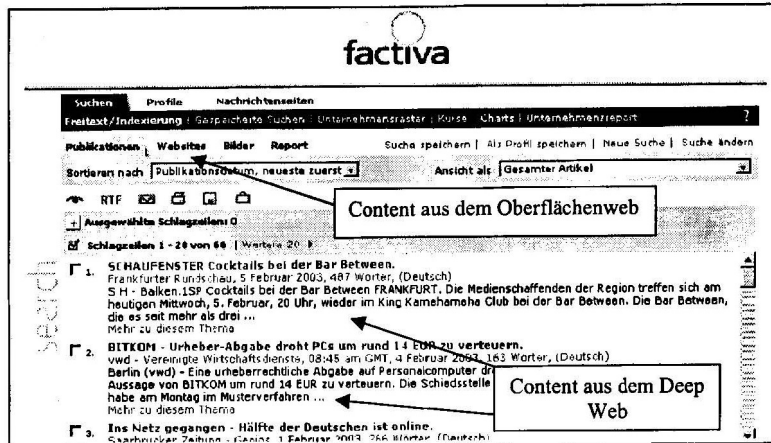 factiva
Suchen Profile Nachrichtenseiten
Freitext/Indexierung | Gespeicherte Suchen | Unternehmensraster | Kurse Charts | Unternehmensreport ?
Publikationen Websites Bilder Report Suche speichern | Als Profil speichern | Neue Suche | Suche ändern
Sortieren nach Publikationsdatum, neueste zuerst Ansicht als Gesamter Artikel
RTF
Content aus dem Oberflächenweb
+ Ausgewählte Schlagzeilen: 0
Schlagzeilen 1 - 20 von 66 | Weitere 20
search
1. SCHAUFENSTER Cocktails bei der Bar Between.
Frankfurter Rundschau, 5 Februar 2003, 487 Wörter, (Deutsch)
S H - Balken.1SP Cocktails bei der Bar Between FRANKFURT. Die Medienschaffenden der Region treffen sich am
heutigen Mittwoch, 5. Februar, 20 Uhr, wieder im King Kamehameha Club bei der Bar Between. Die Bar Between,
die es seit mehr als drei ...
Mehr zu diesem Thema
2. BITKOM - Urheber-Abgabe droht PCs um rund 14 EUR zu verteuern.
vwd - Vereinigte Wirtschaftsdienste, 08:45 am GMT, 4 Februar 2003, 163 Wörter, (Deutsch)
Berlin (vwd) - Eine urheberrechtliche Abgabe auf Personalcomputer
Aussage von BITKOM um rund 14 EUR zu verteuern. Die Schiedsstelle
habe am Montag im Musterverfahren ...
Mehr zu diesem Thema
Content aus dem Deep
Web
3. Ins Netz gegangen - Hälfte der Deutschen ist online.
Saarbrücker Zeitung - Genios, 1 Februar 2003, 266 Wörter, (Deutsch)